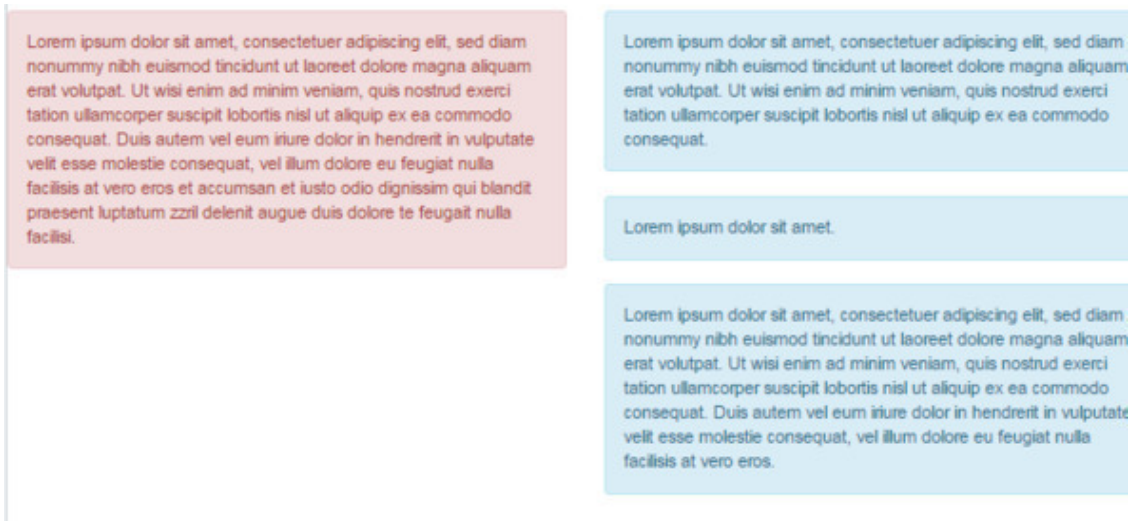 Lorem ipsum dolor sit amet, consectetuer adipiscing elit, sed diam
nonummy nibh euismod tincidunt ut laoreet dolore magna aliquam
erat volutpat. Ut wisi enim ad minim veniam, quis nostrud exerci
tation ullamcorper suscipit lobortis nisl ut aliquip ex ea commodo
consequat. Duis autem vel eum iriure dolor in hendrerit in vulputate
velit esse molestie consequat, vel illum dolore eu feugiat nulla
facilisis at vero eros et accumsan et iusto odio dignissim qui blandit
praesent luptatum zzril delenit augue duis dolore te feugait nulla
facilisi.
Lorem ipsum dolor sit amet, consectetuer adipiscing elit, sed diam
nonummy nibh euismod tincidunt ut laoreet dolore magna aliquam
erat volutpat. Ut wisi enim ad minim veniam, quis nostrud exerci
tation ullamcorper suscipit lobortis nisl ut aliquip ex ea commodo
consequat.
Lorem ipsum dolor sit amet.
Lorem ipsum dolor sit amet, consectetuer adipiscing elit, sed diam
nonummy nibh euismod tincidunt ut laoreet dolore magna aliquam
erat volutpat. Ut wisi enim ad minim veniam, quis nostrud exerci
tation ullamcorper suscipit lobortis nisl ut aliquip ex ea commodo
consequat. Duis autem vel eum iriure dolor in hendrerit in vulputate
velit esse molestie consequat, vel illum dolore eu feugiat nulla
facilisis at vero eros.